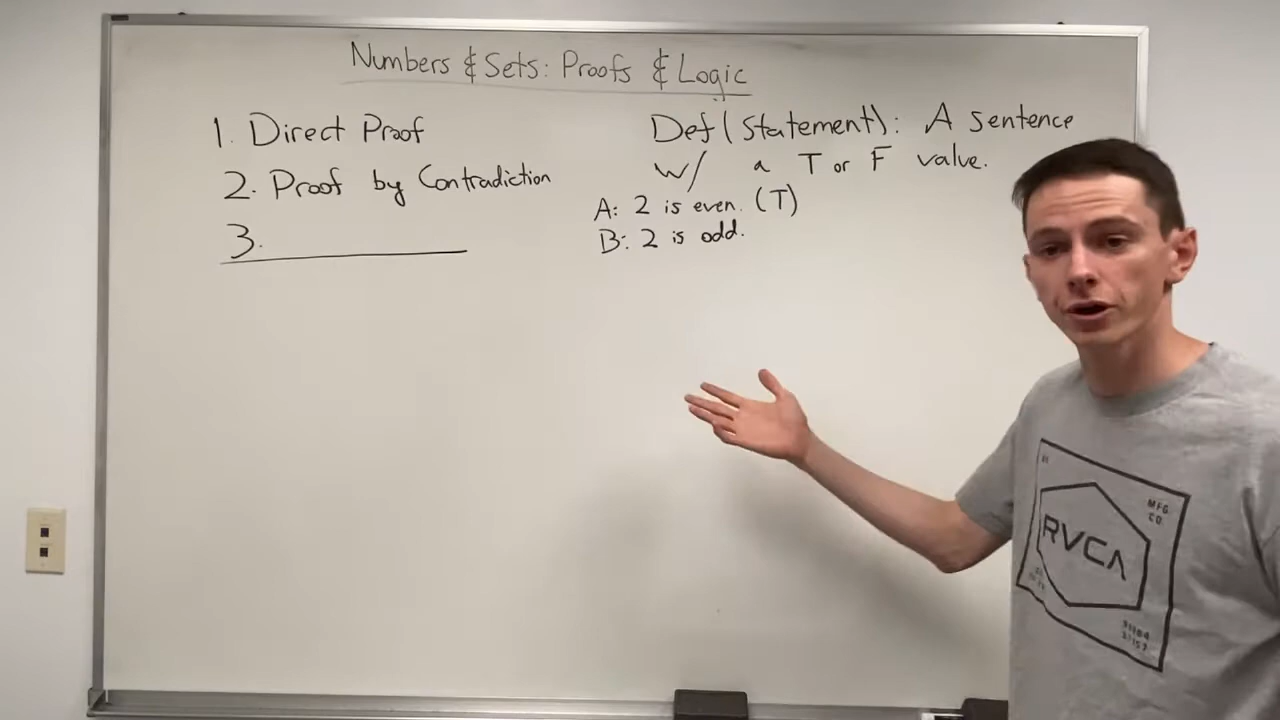 Numbers & Sets: Proofs & Logic
1. Direct Proof
2. Proof by Contradiction
3.
Def (Statement): A sentence
w/ a T or F value.
A: 2 is even. (T)
B: 2 is odd.
MFG.
CO.
RVCA